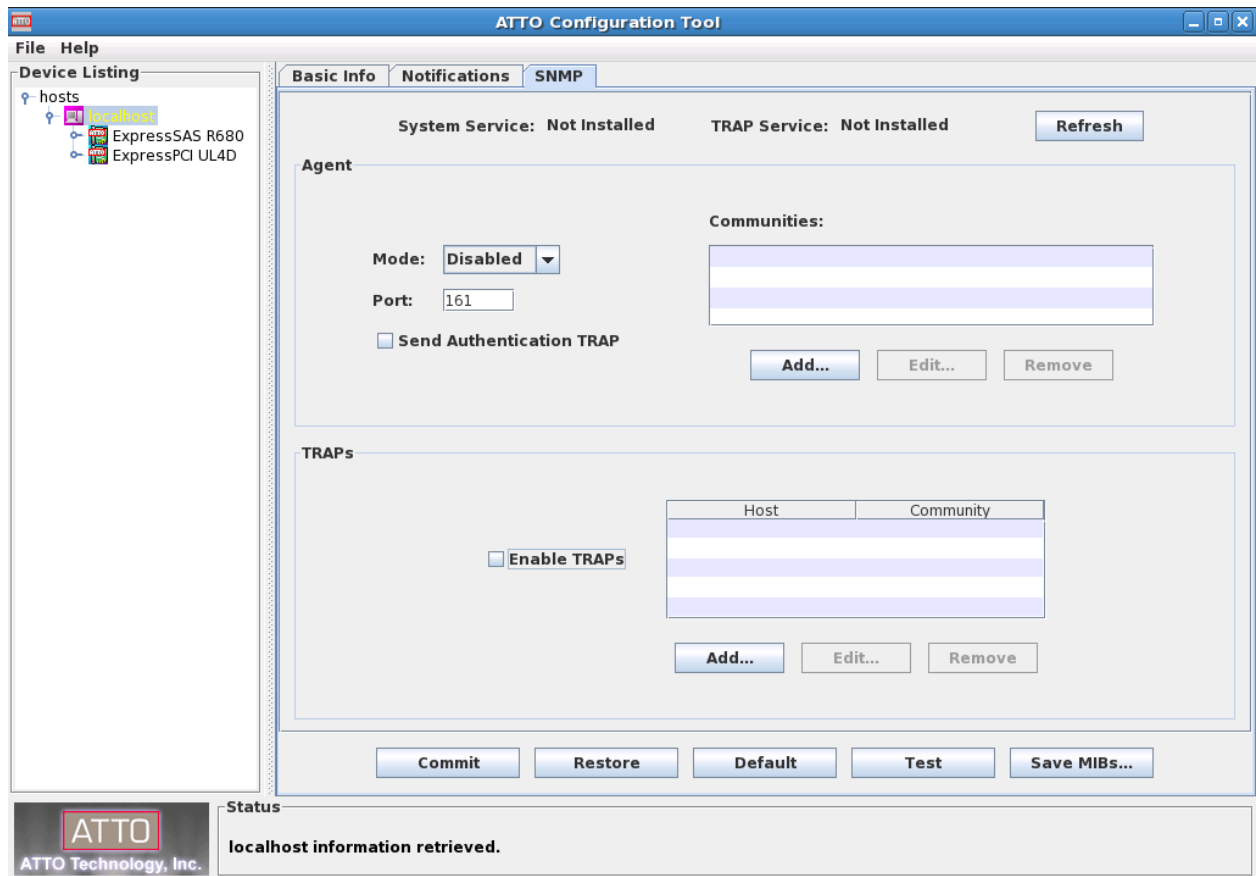 ATTO
ATTO Configuration Tool
File Help
Device Listing
hosts
localhost
ExpressSAS R680
ExpressPCI UL4D
Basic Info
Notifications
SNMP
System Service: Not Installed
TRAP Service: Not Installed
Refresh
Agent
Communities:
Mode: Disabled
Port: 161
Send Authentication TRAP
Add...
Edit...
Remove
TRAPs
Host
Community
Enable TRAPs
Add...
Edit...
Remove
Commit
Restore
Default
Test
Save MIBs...
ATTO
ATTO Technology, Inc.
Status
localhost information retrieved.